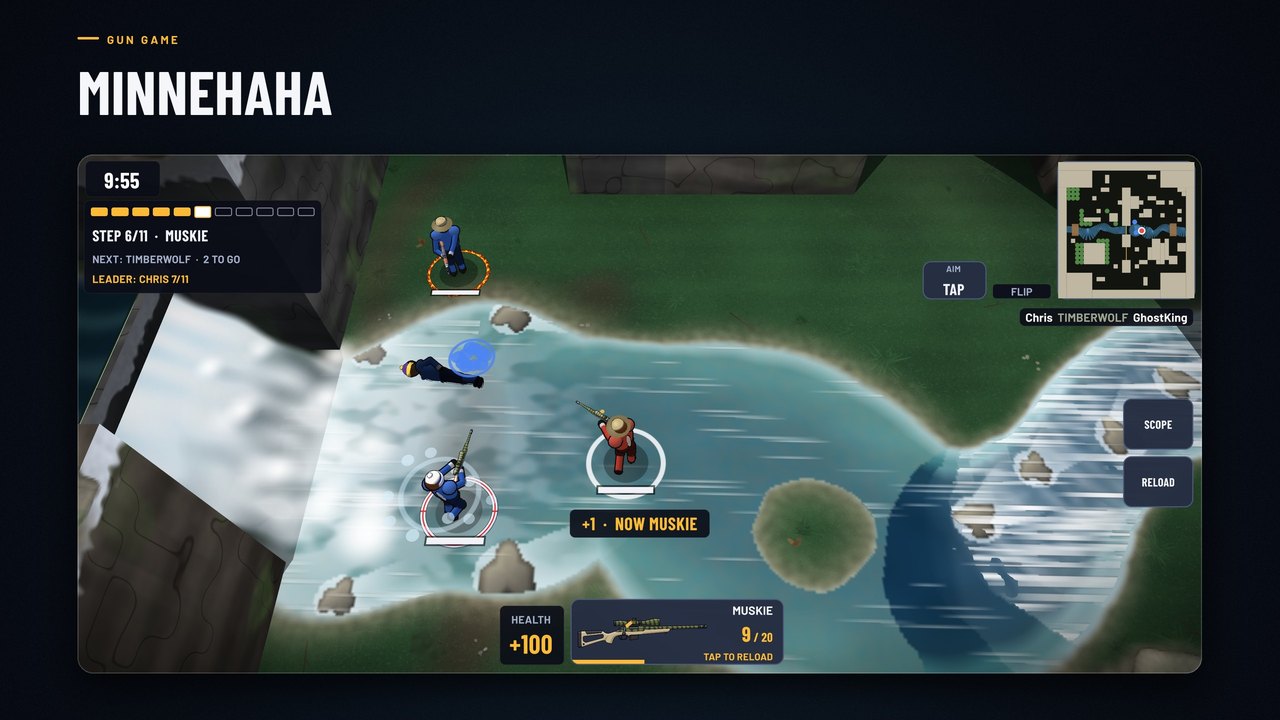 GUN GAME
MINNEHAHA
9:55
STEP 6/11 · MUSKIE
NEXT: TIMBERWOLF · 2 TO GO
LEADER: CHRIS 7/11
AIM
TAP
FLIP
Chris TIMBERWOLF GhostKing
SCOPE
RELOAD
+1 · NOW MUSKIE
HEALTH
+100
MUSKIE
9 / 20
TAP TO RELOAD